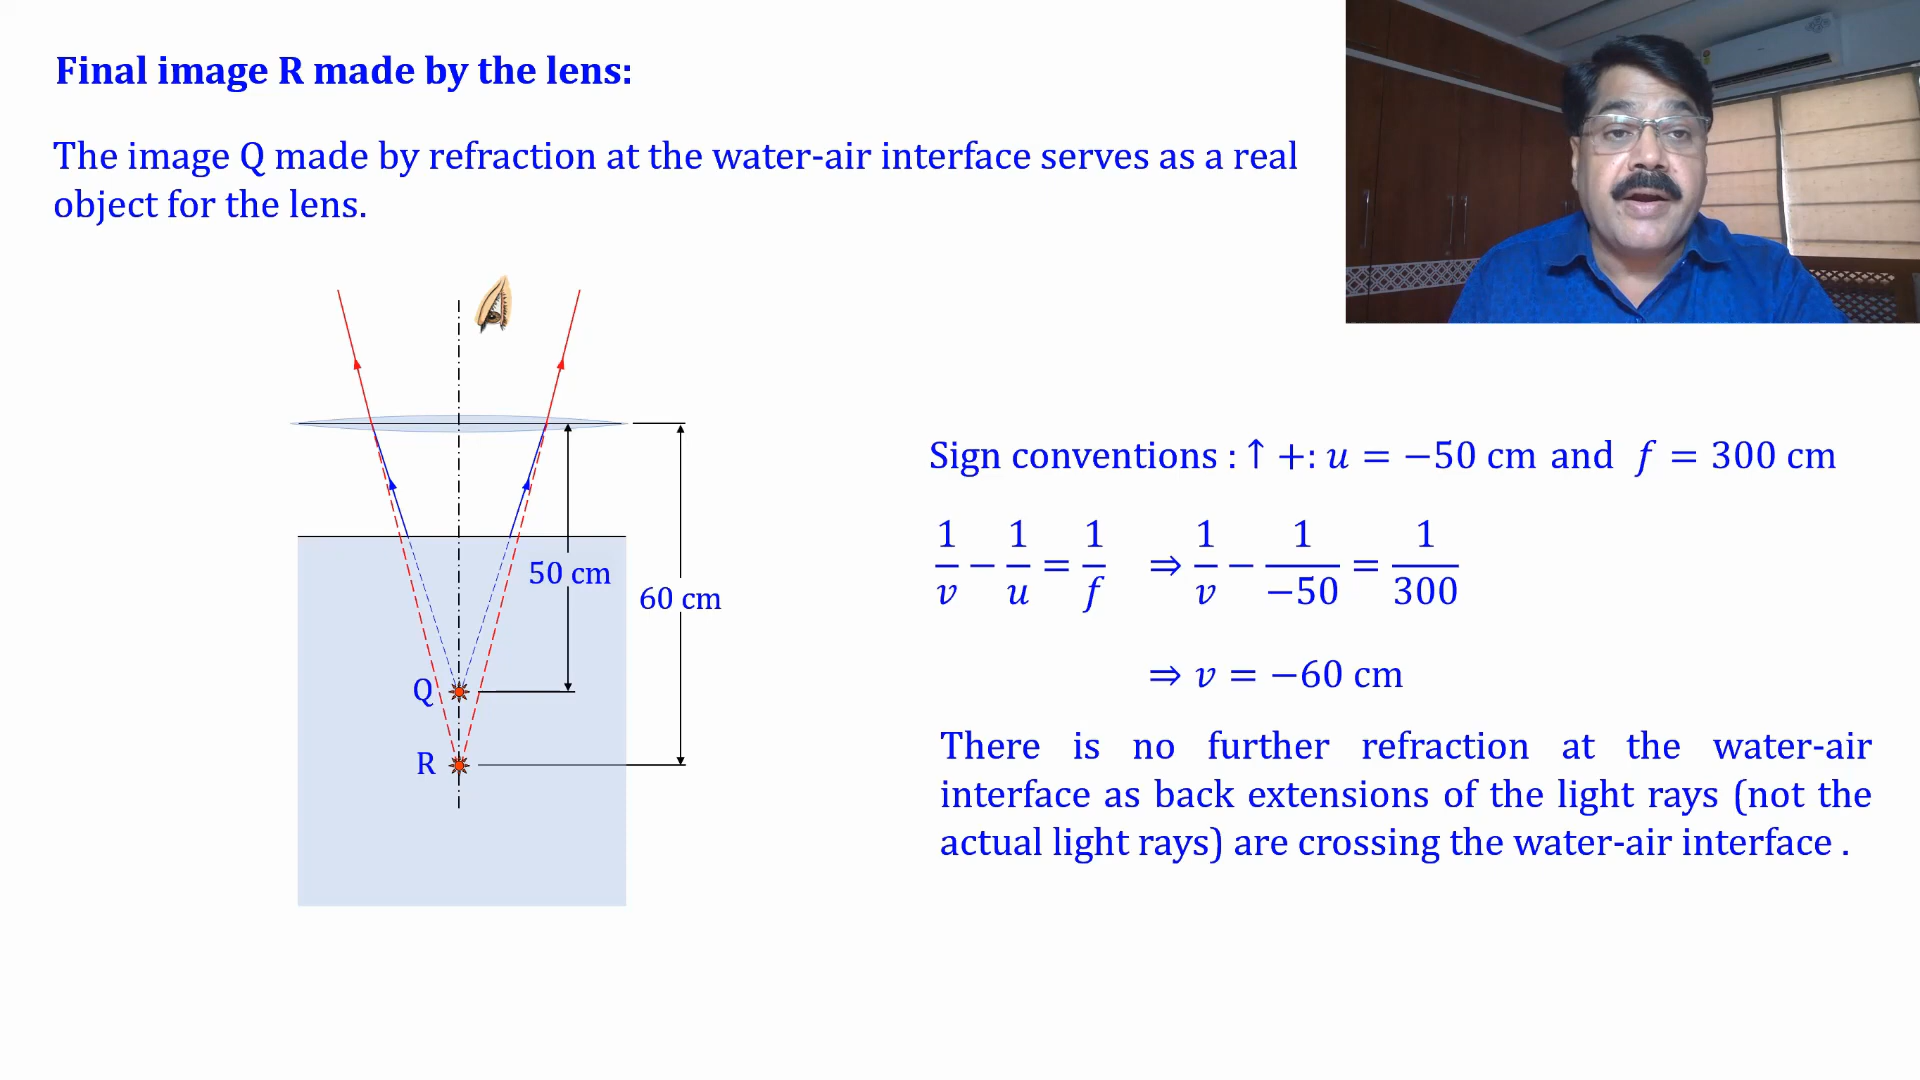 Final image R made by the lens:
The image Q made by refraction at the water-air interface serves as a real
object for the lens.
50 cm
60 cm
Q
R
Sign conventions : ↑ +: u = −50 cm and f = 300 cm
1/v − 1/u = 1/f ⇒ 1/v − 1/−50 = 1/300
⇒ v = −60 cm
There is no further refraction at the water-air
interface as back extensions of the light rays (not the
actual light rays) are crossing the water-air interface .